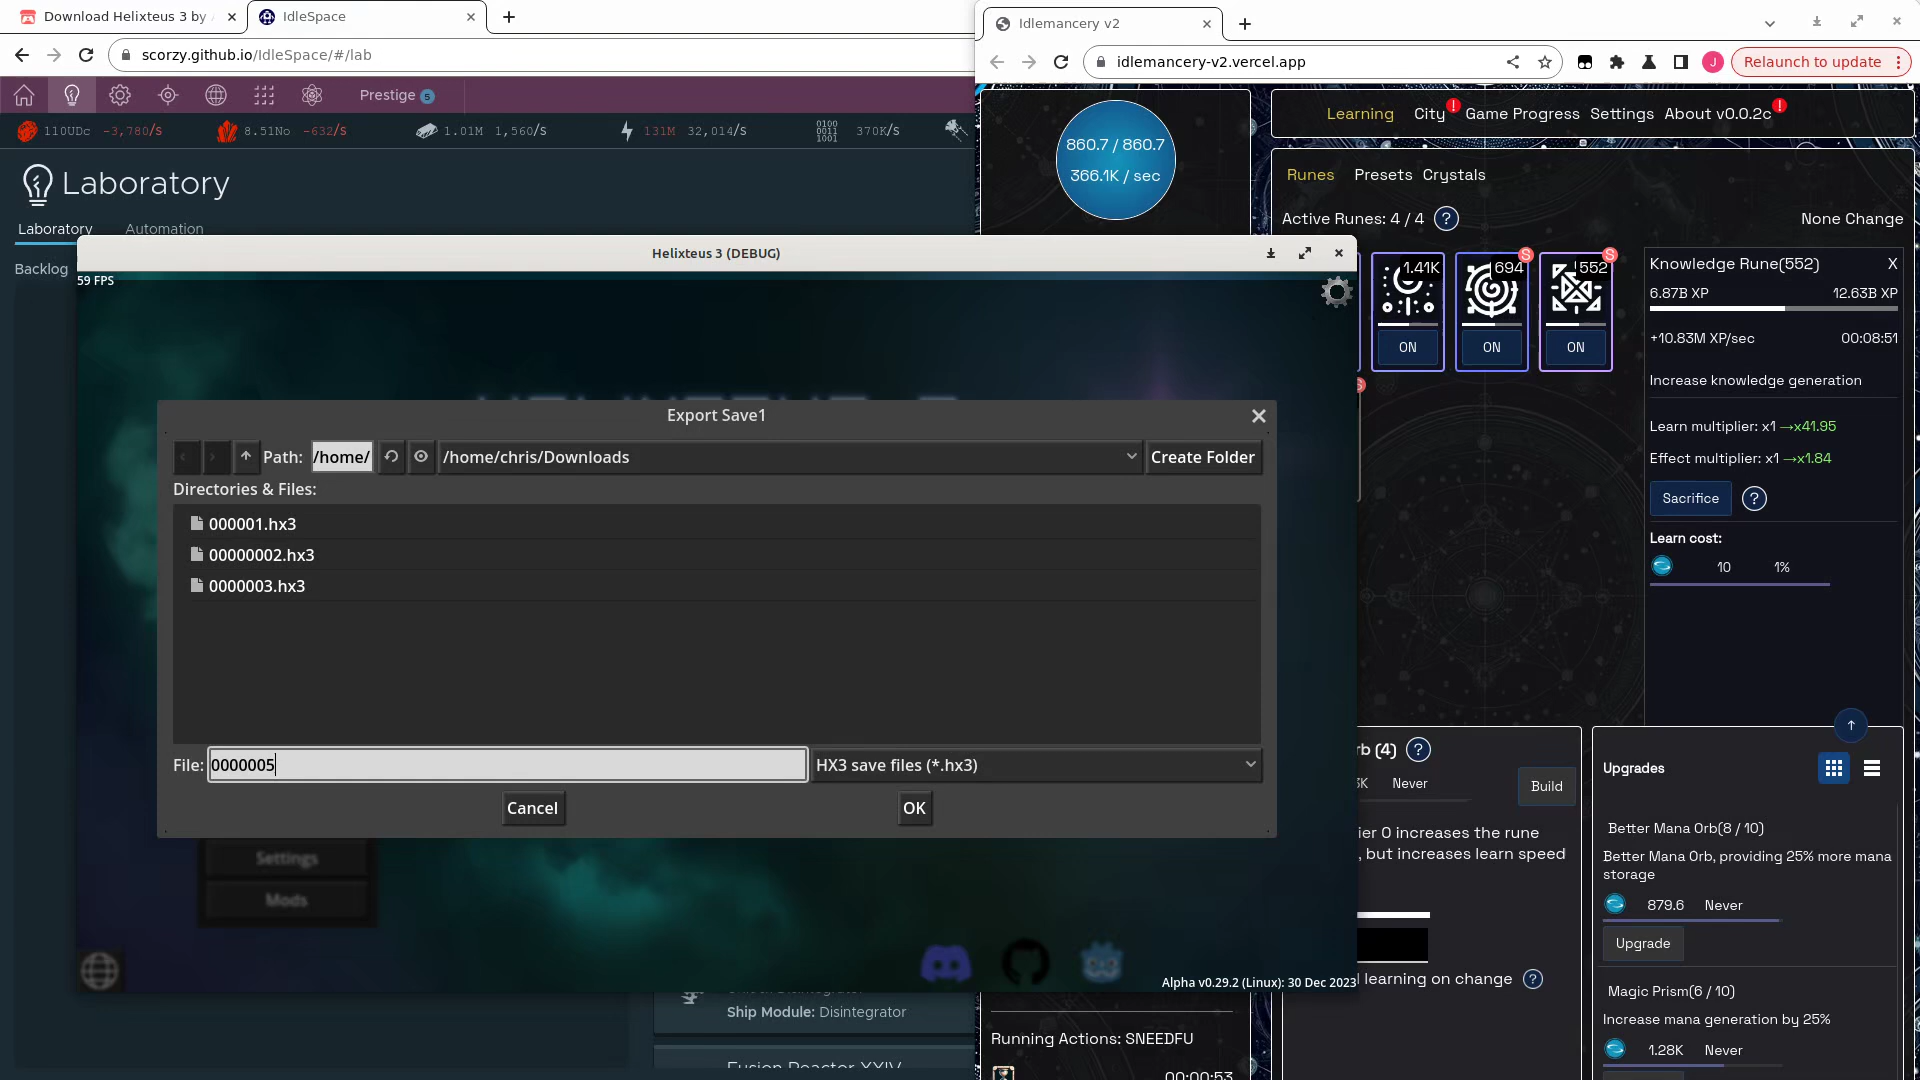 Download Helixteus 3 by
IdleSpace
scorzy.github.io/IdleSpace/#/lab
Prestige 5
110UDc -3,780/s
8.51No -632/s
1.01M 1,560/s
131M 32,014/s
0100
0011
1001
370K/s
Laboratory
Laboratory Automation
Backlog
Idlemancery v2
idlemancery-v2.vercel.app
J
Relaunch to update
860.7 / 860.7
366.1K / sec
Learning City ! Game Progress Settings About v0.0.2c !
Runes Presets Crystals
Active Runes: 4 / 4 ?
None Change
1.41K
ON
S
694
ON
S
552
ON
S
Knowledge Rune(552) X
6.87B XP 12.63B XP
+10.83M XP/sec 00:08:51
Increase knowledge generation
Learn multiplier: x1 →x41.95
Effect multiplier: x1 →x1.84
Sacrifice ?
Learn cost:
10 1%
Helixteus 3 (DEBUG)
59 FPS
Export Save1
Path: /home/ /home/chris/Downloads Create Folder
Directories & Files:
000001.hx3
00000002.hx3
0000003.hx3
File: 0000005 HX3 save files (*.hx3)
Cancel OK
Settings
Mods
Alpha v0.29.2 (Linux): 30 Dec 2023
Ship Module: Disintegrator
Fusion Reactor XXIV
rb (4) ?
3K Never
Build
ier 0 increases the rune
, but increases learn speed
learning on change ?
Running Actions: SNEEDFU
00:00:53
Upgrades
Better Mana Orb(8 / 10)
Better Mana Orb, providing 25% more mana
storage
879.6 Never
Upgrade
Magic Prism(6 / 10)
Increase mana generation by 25%
1.28K Never